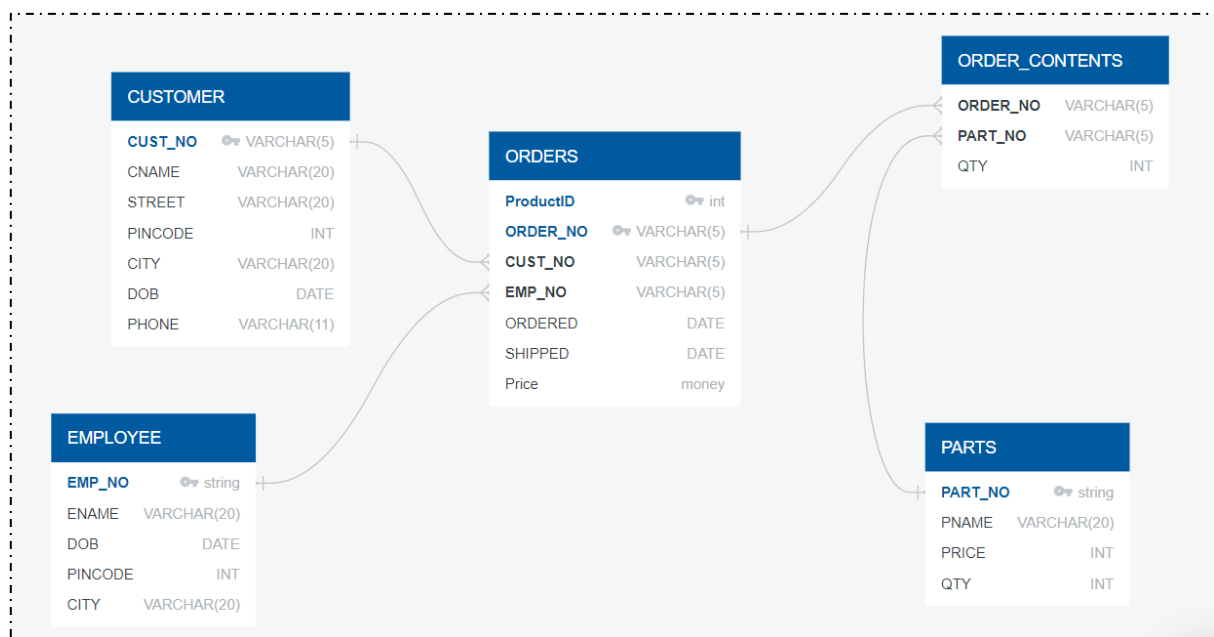 CUSTOMER
CUST_NO VARCHAR(5)
CNAME VARCHAR(20)
STREET VARCHAR(20)
PINCODE INT
CITY VARCHAR(20)
DOB DATE
PHONE VARCHAR(11)
EMPLOYEE
EMP_NO string
ENAME VARCHAR(20)
DOB DATE
PINCODE INT
CITY VARCHAR(20)
ORDERS
ProductID int
ORDER_NO VARCHAR(5)
CUST_NO VARCHAR(5)
EMP_NO VARCHAR(5)
ORDERED DATE
SHIPPED DATE
Price money
ORDER_CONTENTS
ORDER_NO VARCHAR(5)
PART_NO VARCHAR(5)
QTY INT
PARTS
PART_NO string
PNAME VARCHAR(20)
PRICE INT
QTY INT